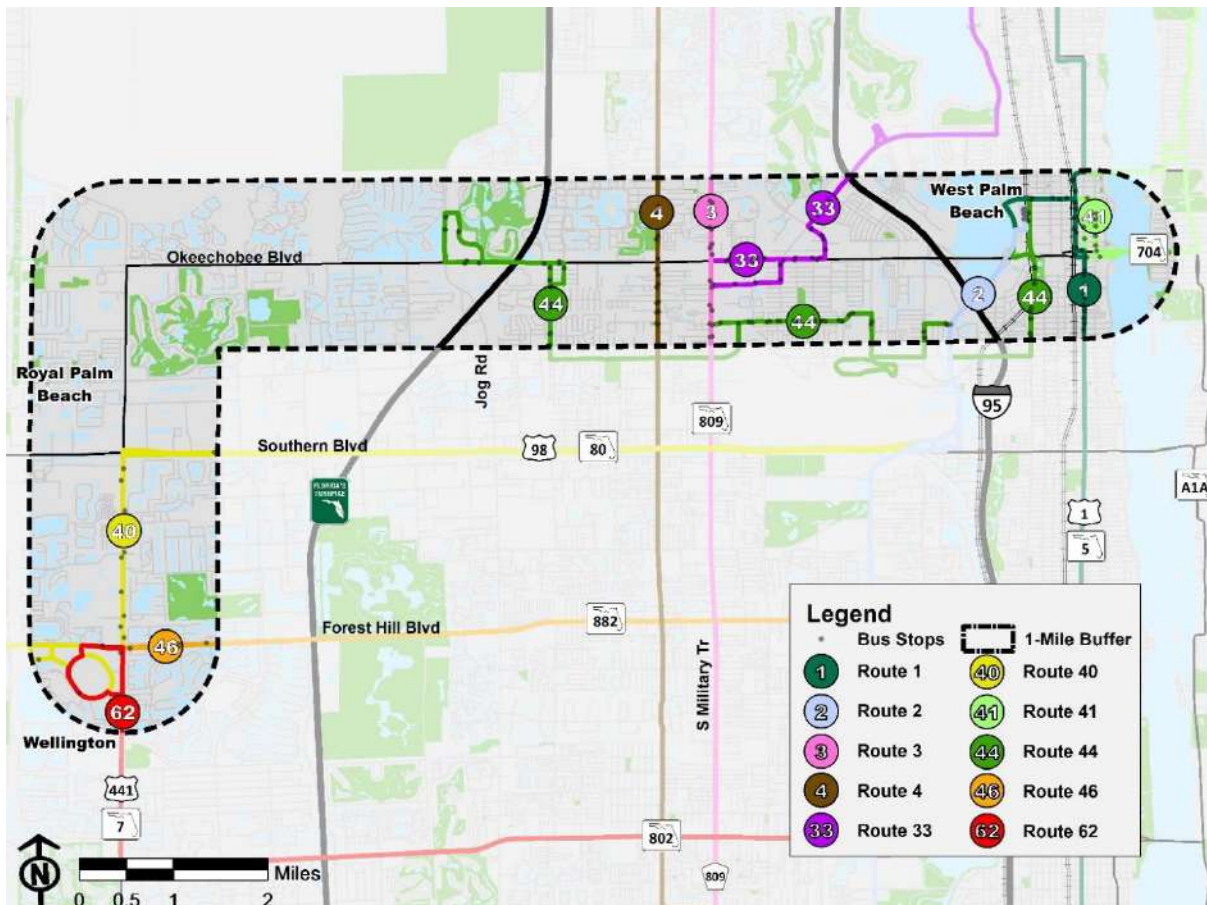 4
3
33
West Palm
Beach
41
704
Okeechobee Blvd
33
44
44
2
44
1
Royal Palm
Beach
Jog Rd
95
809
Southern Blvd
98
80
FLORIDA'S
TURNPIKE
A1A
1
5
40
882
Forest Hill Blvd
46
S Military Tr
62
Wellington
441
7
802
809
N
Miles
0 0.5 1 2
Legend
Bus Stops
1-Mile Buffer
1 Route 1
40 Route 40
2 Route 2
41 Route 41
3 Route 3
44 Route 44
4 Route 4
46 Route 46
33 Route 33
62 Route 62